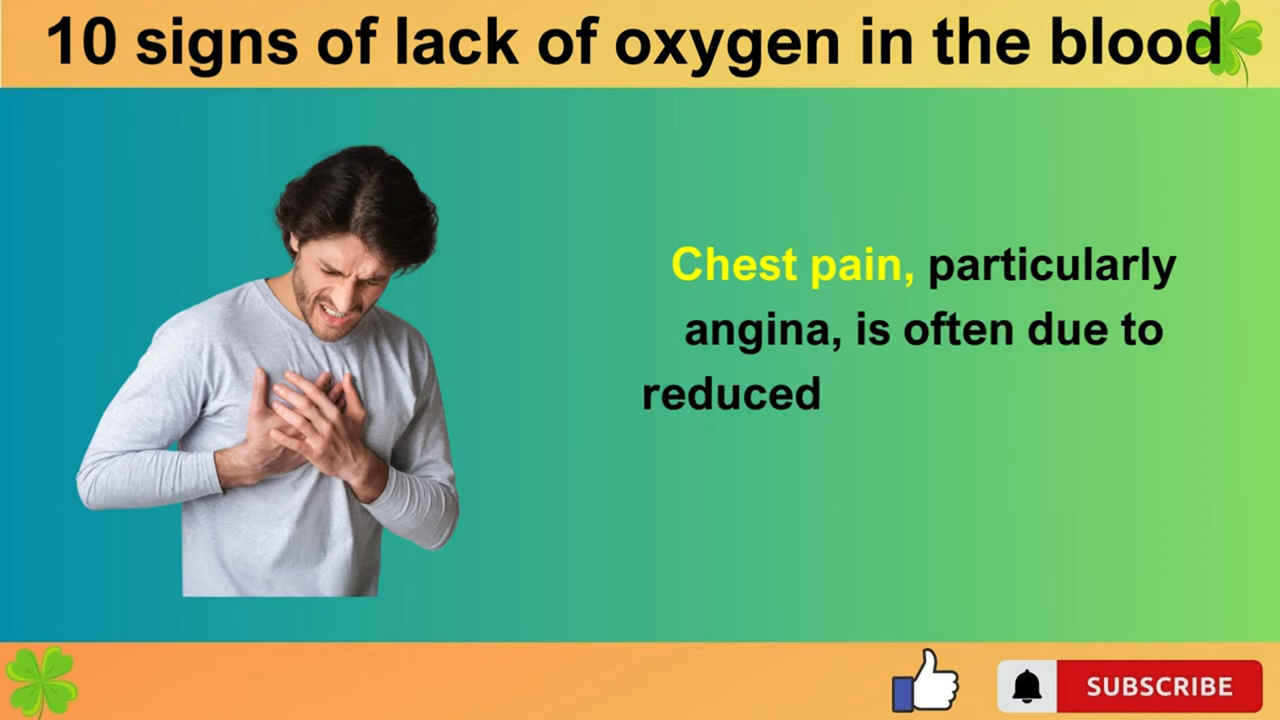 10 signs of lack of oxygen in the blood
Chest pain, particularly
angina, is often due to
reduced
SUBSCRIBE